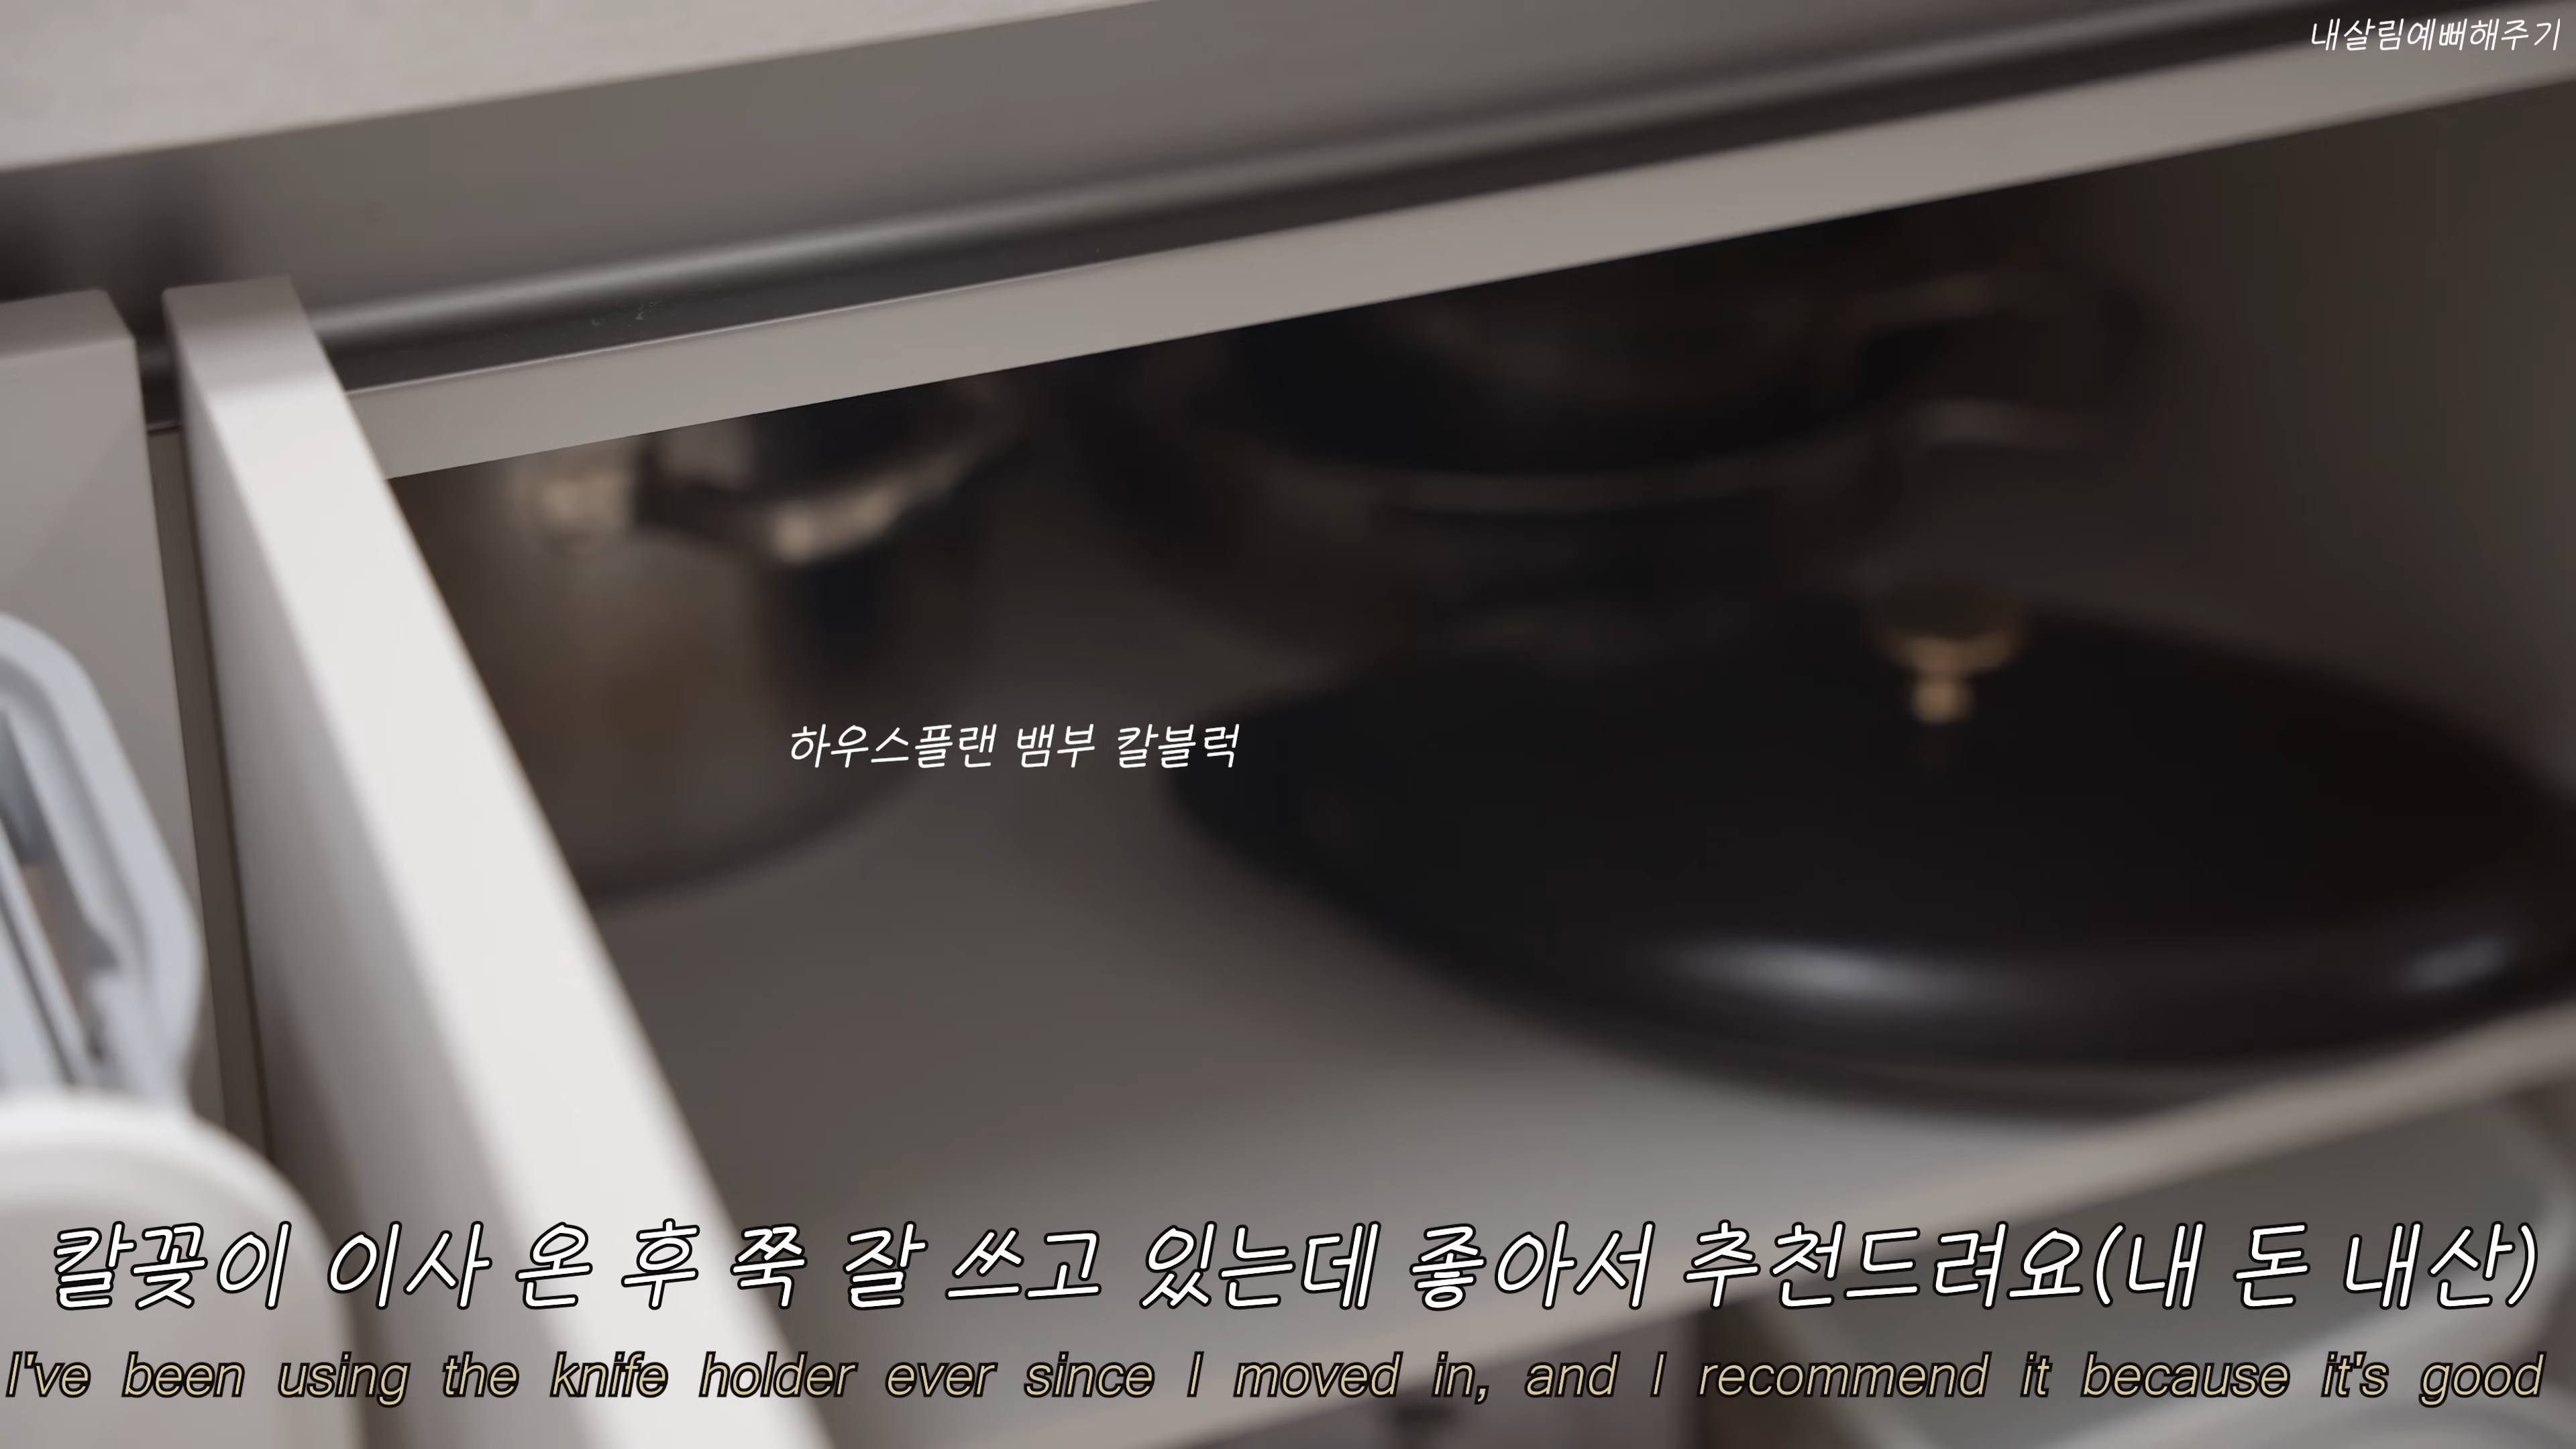 내살림예뻐해주기
하우스플랜 뱀부 칼블럭
칼꽂이 이사 온 후 쭉 잘 쓰고 있는데 좋아서 추천드려요(내 돈 내산)
I've been using the knife holder ever since I moved in, and I recommend it because it's good